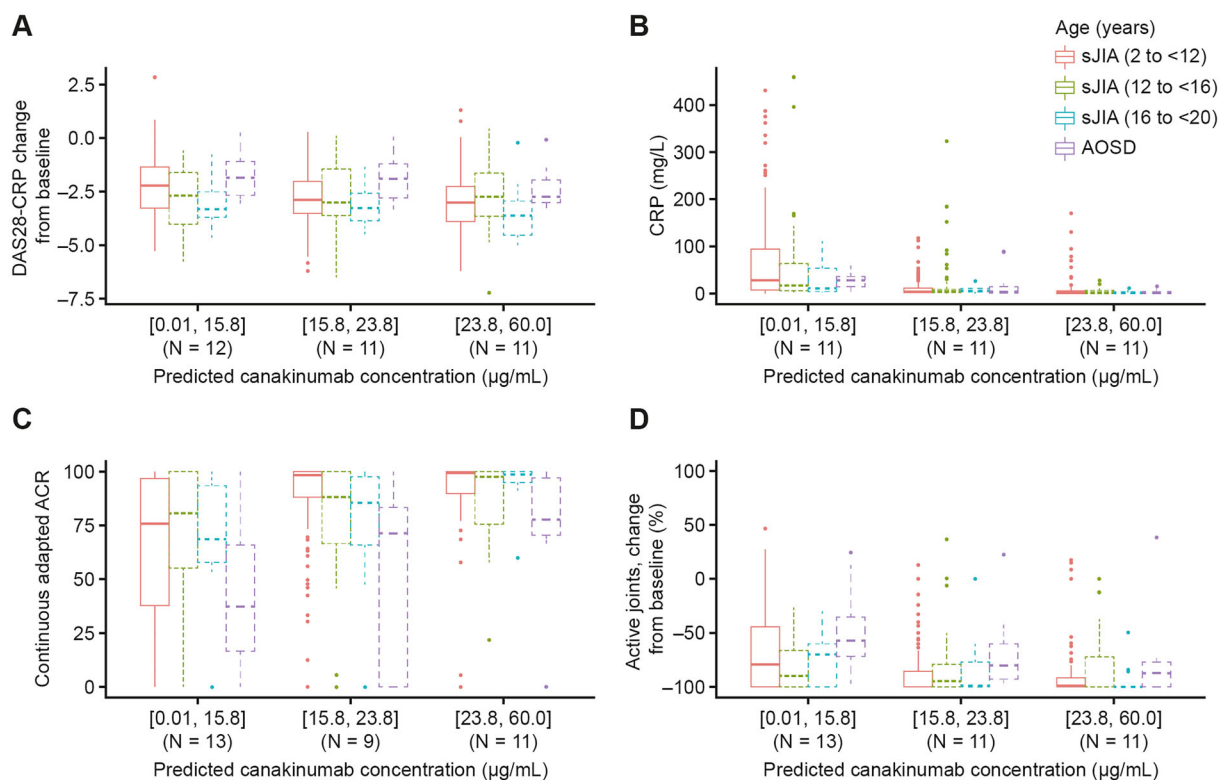 A
DAS28-CRP change
from baseline
2.5
0.0
–2.5
–5.0
–7.5
[0.01, 15.8] [15.8, 23.8] [23.8, 60.0]
(N = 12) (N = 11) (N = 11)
Predicted canakinumab concentration (µg/mL)
B
Age (years)
sJIA (2 to <12)
sJIA (12 to <16)
sJIA (16 to <20)
AOSD
CRP (mg/L)
400
300
200
100
0
[0.01, 15.8] [15.8, 23.8] [23.8, 60.0]
(N = 11) (N = 11) (N = 11)
Predicted canakinumab concentration (µg/mL)
C
Continuous adapted ACR
100
75
50
25
0
[0.01, 15.8] [15.8, 23.8] [23.8, 60.0]
(N = 13) (N = 9) (N = 11)
Predicted canakinumab concentration (µg/mL)
D
Active joints, change
from baseline (%)
100
50
0
–50
–100
[0.01, 15.8] [15.8, 23.8] [23.8, 60.0]
(N = 13) (N = 11) (N = 11)
Predicted canakinumab concentration (µg/mL)